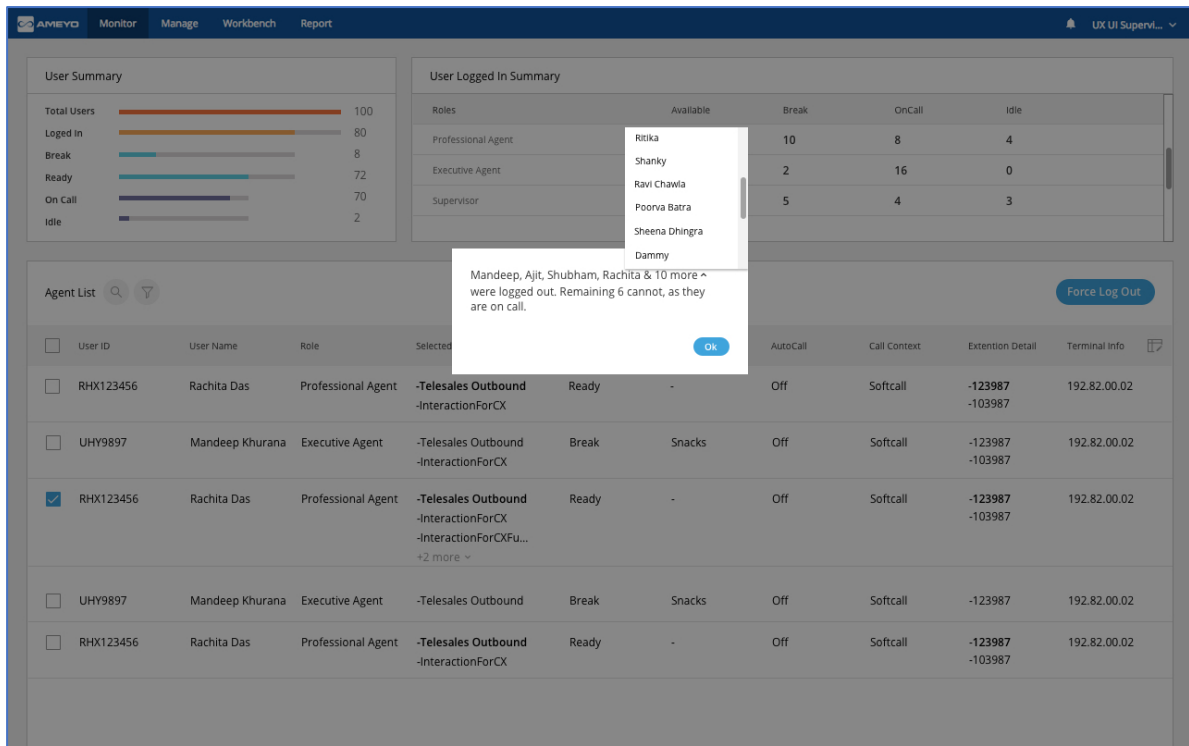 AMEYO Monitor Manage Workbench Report UX UI Supervi...
User Summary
Total Users 100
Loged In 80
Break 8
Ready 72
On Call 70
Idle 2
User Logged In Summary
Roles Available Break OnCall Idle
Professional Agent 10 8 4
Executive Agent 2 16 0
Supervisor 5 4 3
Ritika
Shanky
Ravi Chawla
Poorva Batra
Sheena Dhingra
Dammy
Mandeep, Ajit, Shubham, Rachita & 10 more
were logged out. Remaining 6 cannot, as they
are on call.
Ok
Agent List Force Log Out
User ID User Name Role Selected AutoCall Call Context Extention Detail Terminal Info
RHX123456 Rachita Das Professional Agent -Telesales Outbound Ready - Off Softcall -123987 192.82.00.02
-InteractionForCX -103987
UHY9897 Mandeep Khurana Executive Agent -Telesales Outbound Break Snacks Off Softcall -123987 192.82.00.02
-InteractionForCX -103987
RHX123456 Rachita Das Professional Agent -Telesales Outbound Ready - Off Softcall -123987 192.82.00.02
-InteractionForCX -103987
-InteractionForCXFu...
+2 more
UHY9897 Mandeep Khurana Executive Agent -Telesales Outbound Break Snacks Off Softcall -123987 192.82.00.02
RHX123456 Rachita Das Professional Agent -Telesales Outbound Ready - Off Softcall -123987 192.82.00.02
-InteractionForCX -103987